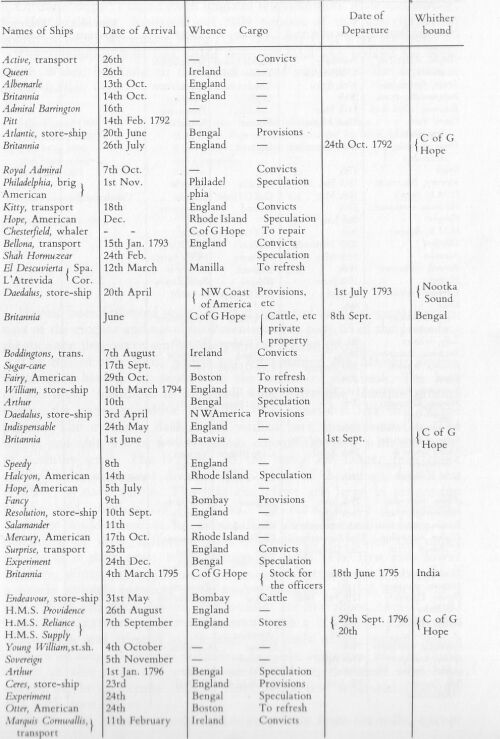 Names of Ships Date of Arrival Whence Cargo Date of Departure Whither bound
Active, transport 26th — Convicts
Queen 26th Ireland —
Albemarle 13th Oct. England —
Britannia 14th Oct. England —
Admiral Barrington 16th — —
Pitt 14th Feb. 1792 — —
Atlantic, store-ship 20th June Bengal Provisions
Britannia 26th July England — 24th Oct. 1792 { C of G
Hope
Royal Admiral 7th Oct. — Convicts
Philadelphia, brig } 1st Nov. Philadel Speculation
American phia
Kitty, transport 18th England Convicts
Hope, American Dec. Rhode Island Speculation
Chesterfield, whaler - - C of G Hope To repair
Bellona, transport 15th Jan. 1793 England Convicts
Shah Hormuzear 24th Feb. Speculation
El Descuvierta { Spa. 12th March Manilla To refresh
L'Atrevida Cor.
Daedalus, store-ship 20th April { NW Coast Provisions, 1st July 1793 { Nootka
of America etc Sound
Britannia June C of G Hope { Cattle, etc 8th Sept. Bengal
private
property
Boddingtons, trans. 7th August Ireland Convicts
Sugar-cane 17th Sept. — —
Fairy, American 29th Oct. Boston To refresh
William, store-ship 10th March 1794 England Provisions
Arthur 10th Bengal Speculation
Daedalus, store-ship 3rd April N W America Provisions
Indispensable 24th May England —
Britannia 1st June Batavia — 1st Sept. { C of G
Hope
Speedy 8th England —
Halcyon, American 14th Rhode Island Speculation
Hope, American 5th July — —
Fancy 9th Bombay Provisions
Resolution, store-ship 10th Sept. England —
Salamander 11th — —
Mercury, American 17th Oct. Rhode Island —
Surprise, transport 25th England Convicts
Experiment 24th Dec. Bengal Speculation
Britannia 4th March 1795 C of G Hope { Stock for 18th June 1795 India
the officers
Endeavour, store-ship 31st May Bombay Cattle
H.M.S. Providence 26th August England —
H.M.S. Reliance } 7th September England Stores { 29th Sept. 1796 { C of G
H.M.S. Supply 20th Hope
Young William, st.sh. 4th October — —
Sovereign 5th November — —
Arthur 1st Jan. 1796 Bengal Speculation
Ceres, store-ship 23rd England Provisions
Experiment 24th Bengal Speculation
Otter, American 24th Boston To refresh
Marquis Cornwallis, } 11th February Ireland Convicts
transport